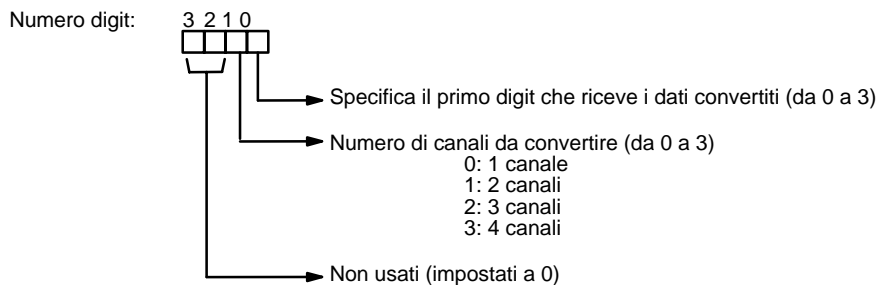 Numero digit: 3 2 1 0
Specifica il primo digit che riceve i dati convertiti (da 0 a 3)
Numero di canali da convertire (da 0 a 3)
0: 1 canale
1: 2 canali
2: 3 canali
3: 4 canali
Non usati (impostati a 0)